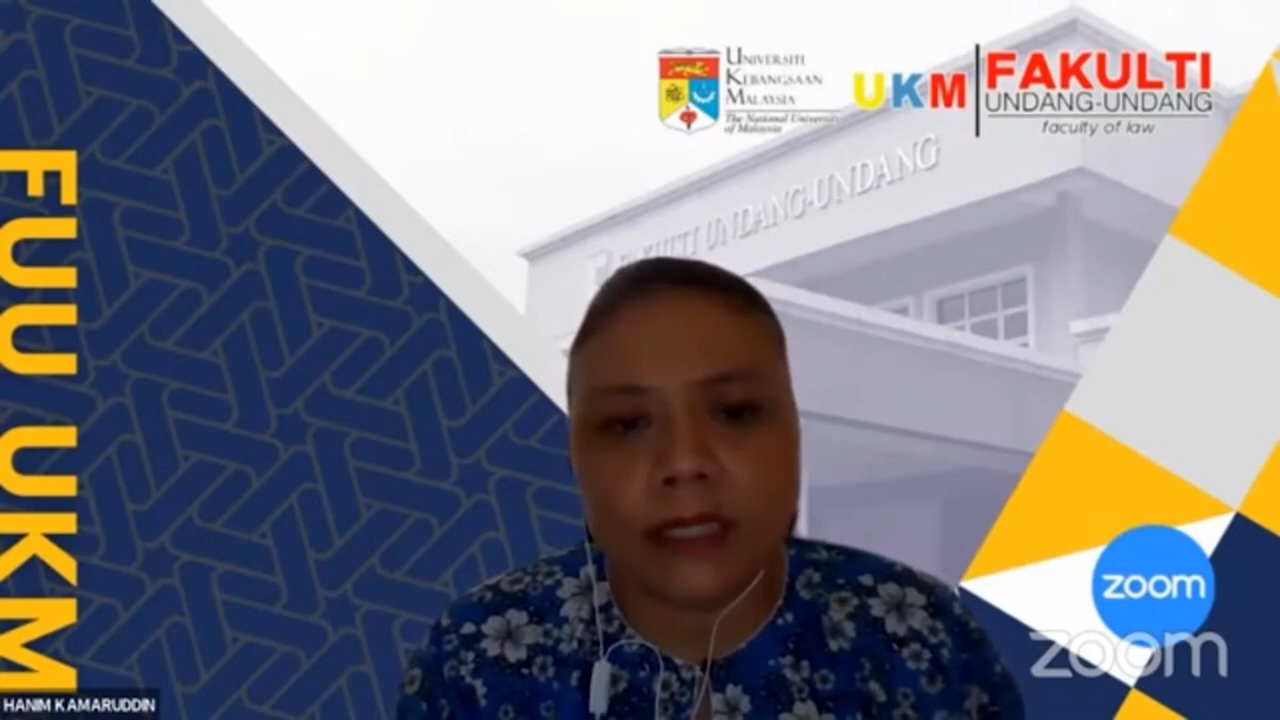 UNIVERSITI
KEBANGSAAN
MALAYSIA
The National University
of Malaysia
UKM
FAKULTI
UNDANG-UNDANG
faculty of law
FAKULTI UNDANG-UNDANG
FUU UKM
zoom
zoom
HANIM KAMARUDDIN